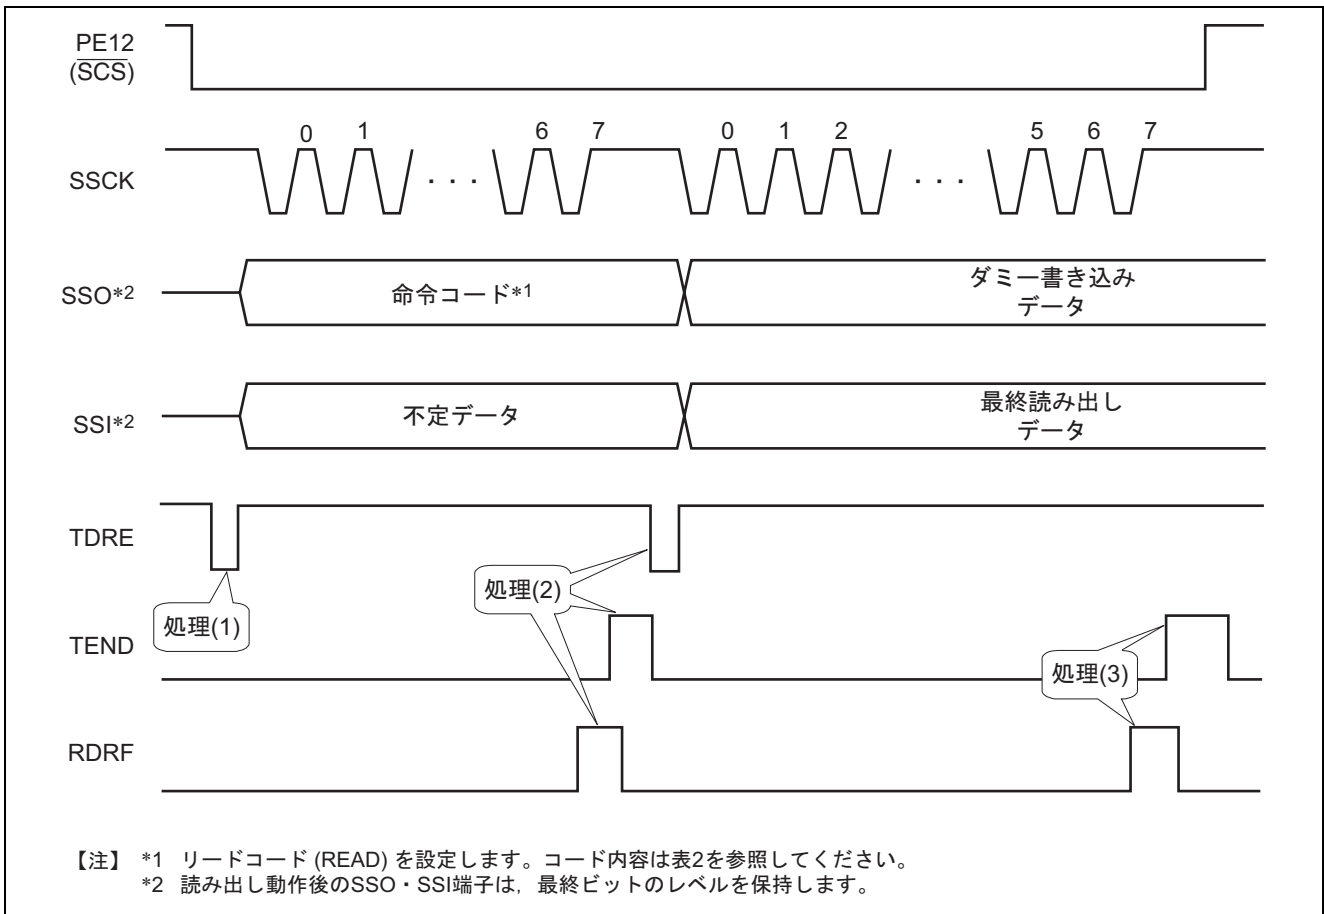 PE12
(SCS)
0 1 6 7 0 1 2 5 6 7
SSCK
・・・ ・・・
SSO*2
命令コード*1
ダミー書き込み
データ
SSI*2
不定データ
最終読み出し
データ
TDRE
処理(1)
処理(2)
TEND
処理(3)
RDRF
【注】 *1 リードコード (READ) を設定します。コード内容は表2を参照してください。
*2 読み出し動作後のSSO・SSI端子は，最終ビットのレベルを保持します。